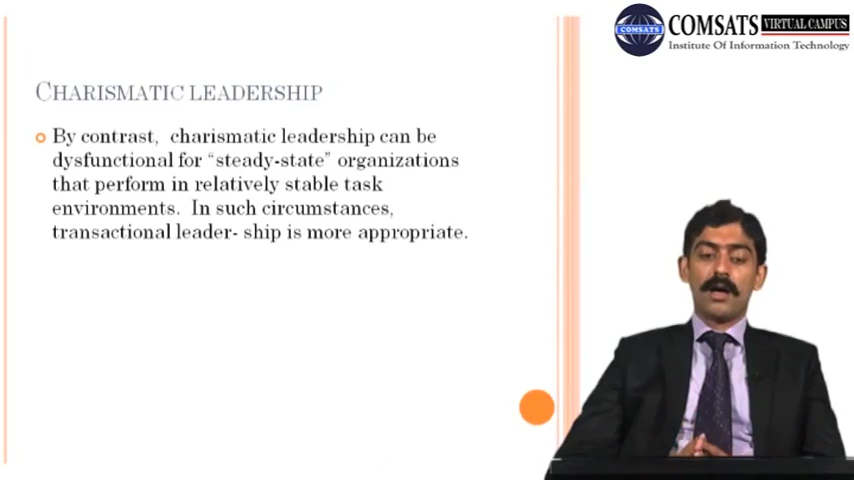 COMSATS VIRTUAL CAMPUS
Institute Of Information Technology
COMSATS
CHARISMATIC LEADERSHIP
By contrast, charismatic leadership can be
dysfunctional for “steady-state” organizations
that perform in relatively stable task
environments. In such circumstances,
transactional leader- ship is more appropriate.